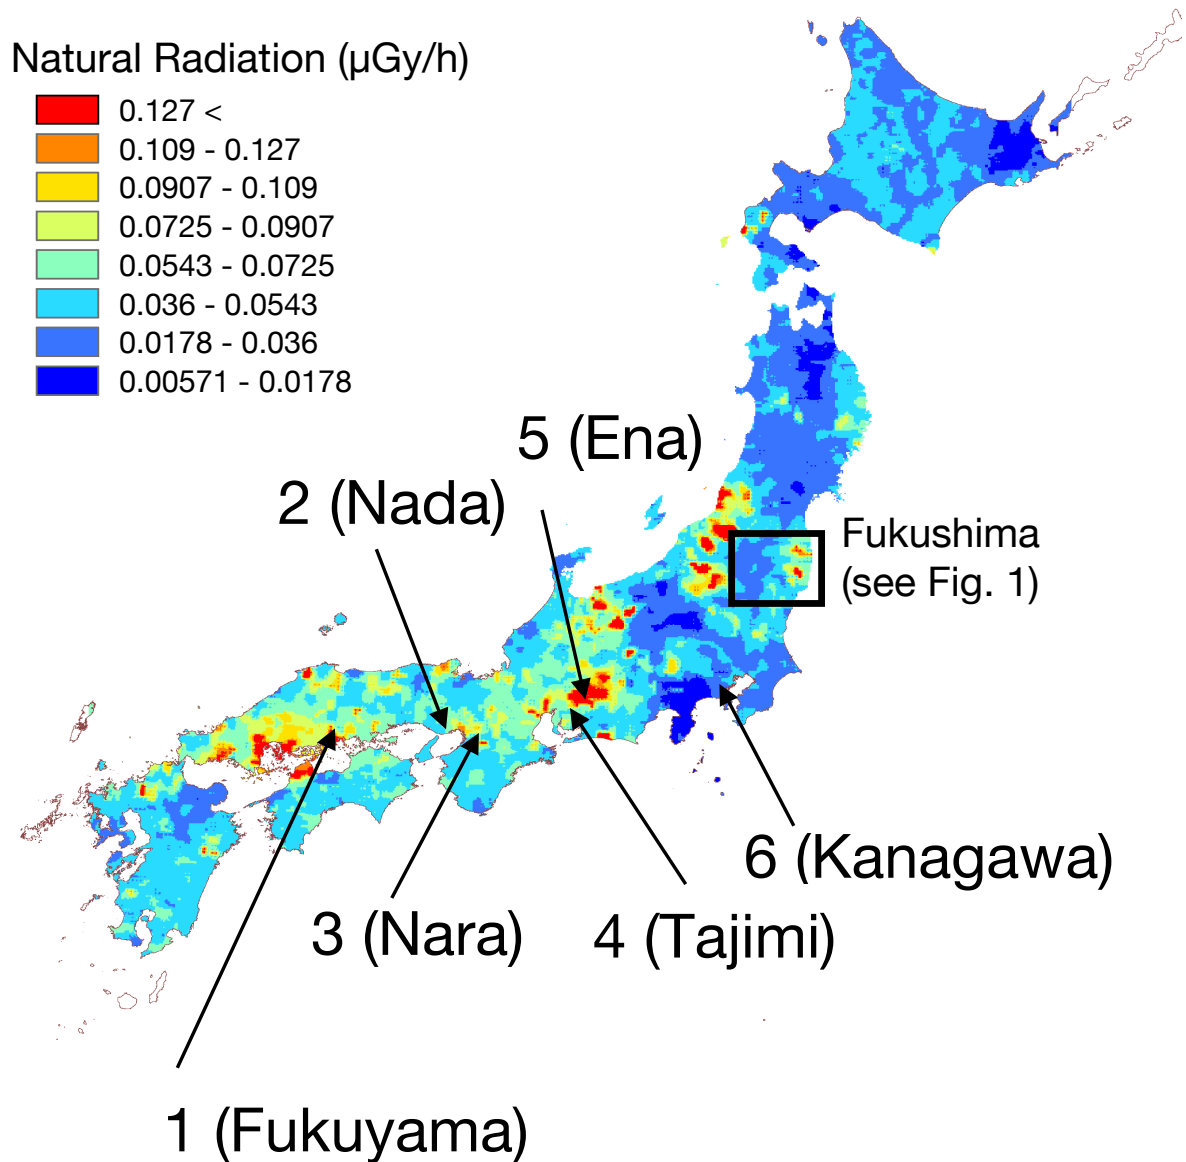 Natural Radiation (μGy/h)
0.127 <
0.109 - 0.127
0.0907 - 0.109
0.0725 - 0.0907
0.0543 - 0.0725
0.036 - 0.0543
0.0178 - 0.036
0.00571 - 0.0178
5 (Ena)
2 (Nada)
Fukushima
(see Fig. 1)
6 (Kanagawa)
3 (Nara)
4 (Tajimi)
1 (Fukuyama)